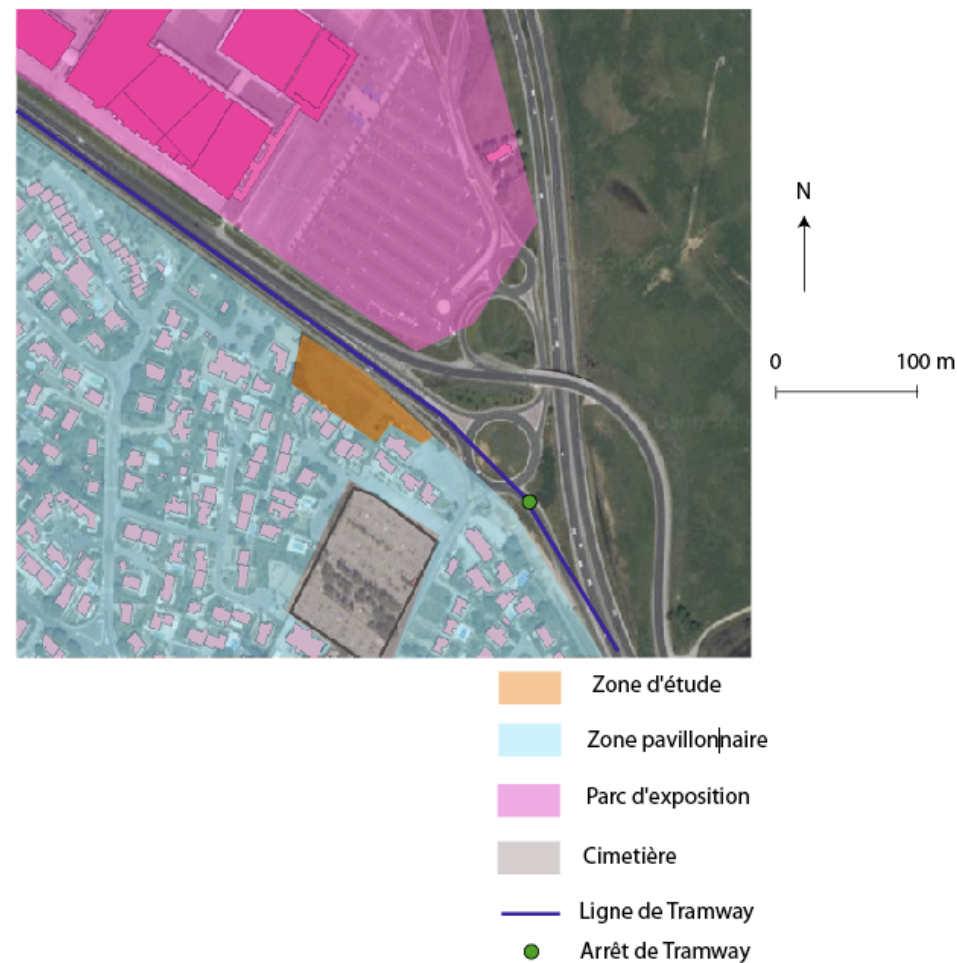 N
0 100 m
Zone d'étude
Zone pavillonnaire
Parc d'exposition
Cimetière
Ligne de Tramway
Arrêt de Tramway